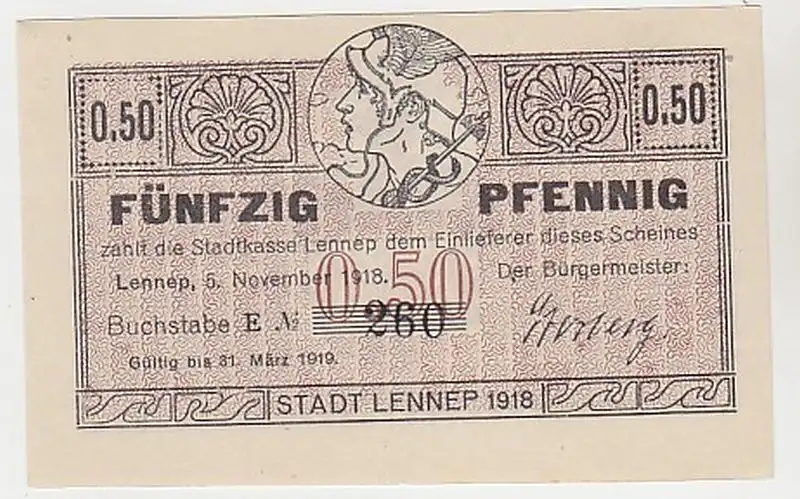 0,50 0,50
FÜNFZIG PFENNIG
zahlt die Stadtkasse Lennep dem Einlieferer dieses Scheines
Lennep, 5. November 1918. Der Bürgermeister:
0,50
Buchstabe E № 260
Gültig bis 31. März 1919.
STADT LENNEP 1918